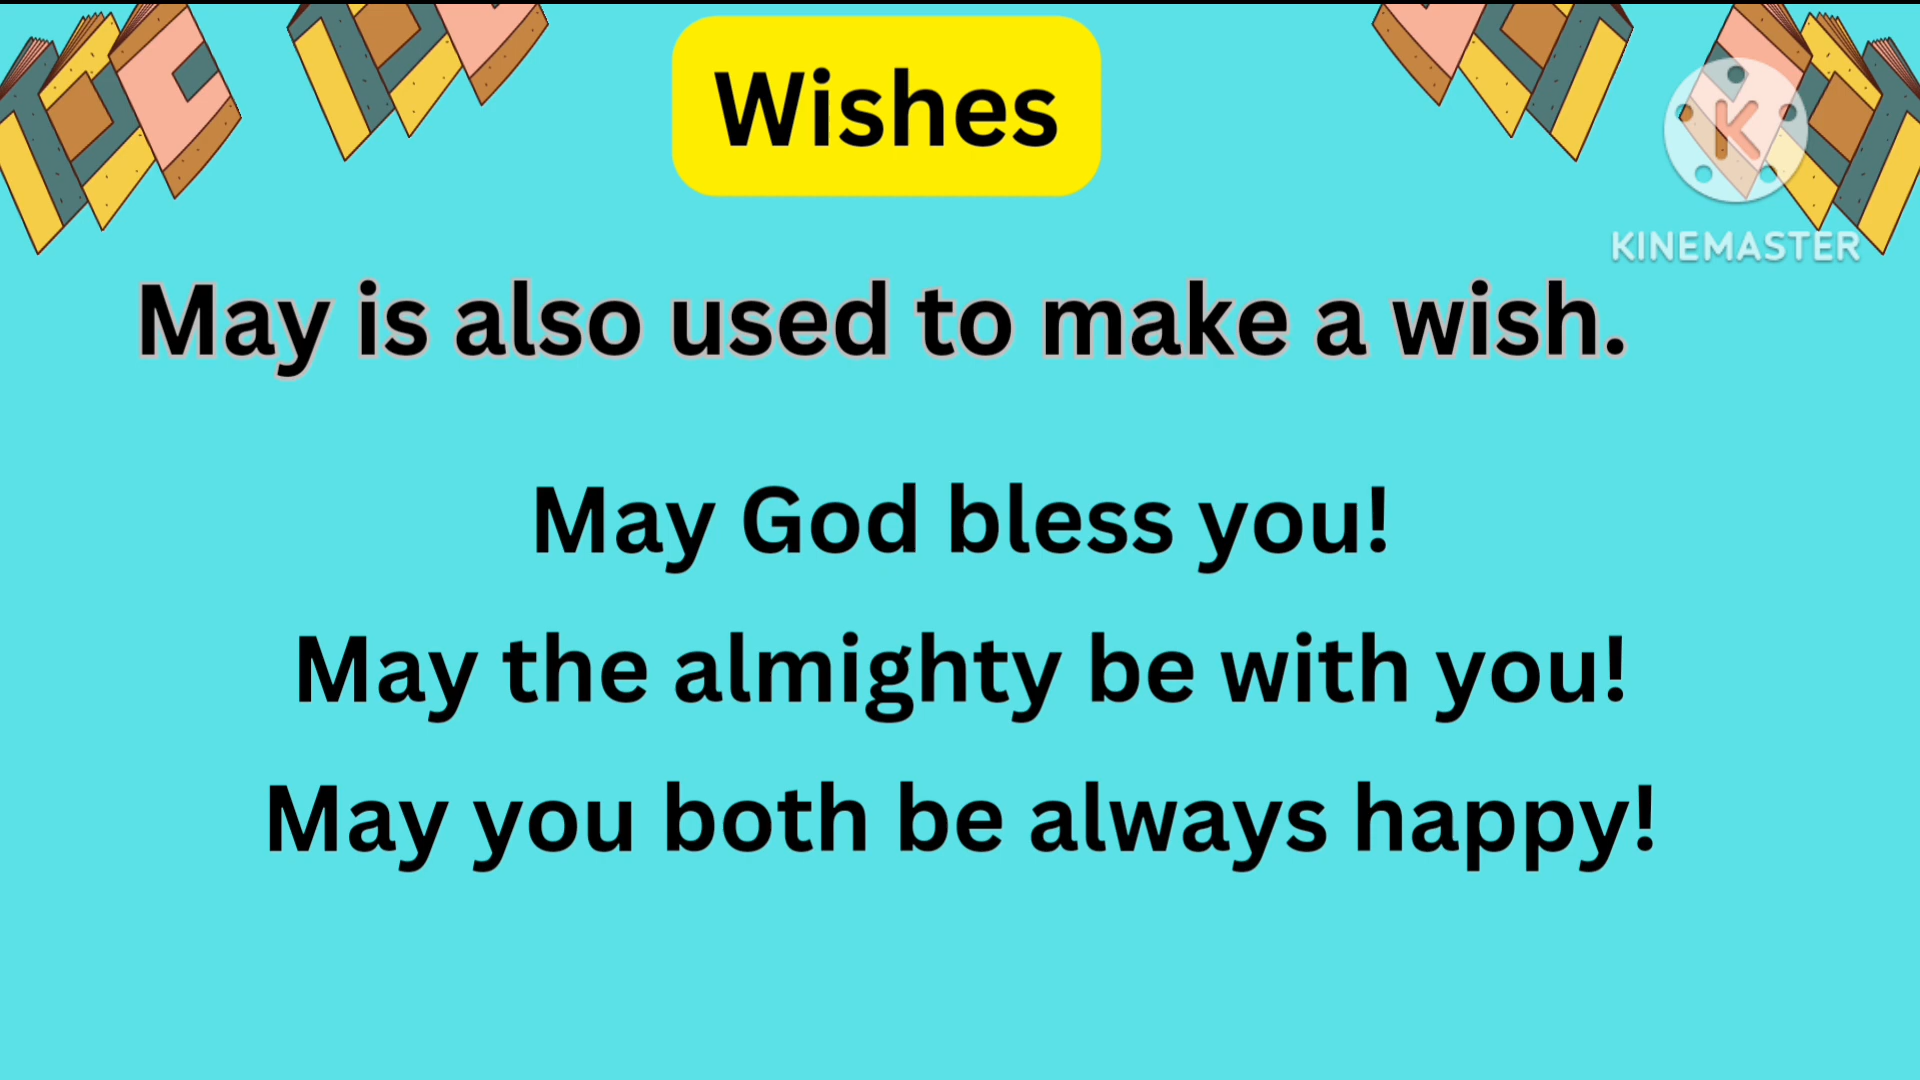 Wishes
K
KINEMASTER
May is also used to make a wish.
May God bless you!
May the almighty be with you!
May you both be always happy!